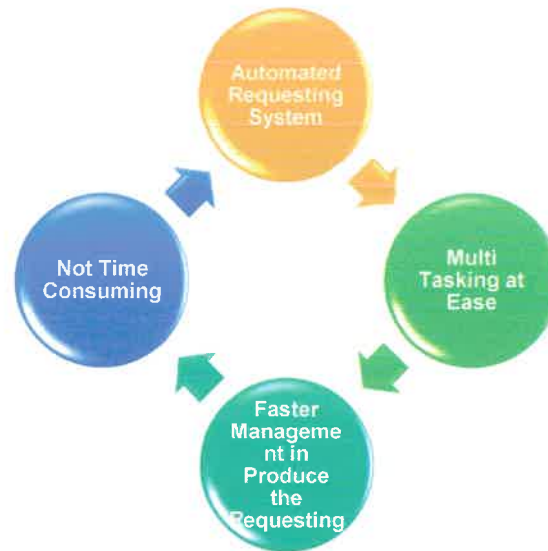 Automated
Requesting
System
Multi
Tasking at
Ease
Faster
Manageme
nt in
Produce
the
Requesting
Not Time
Consuming